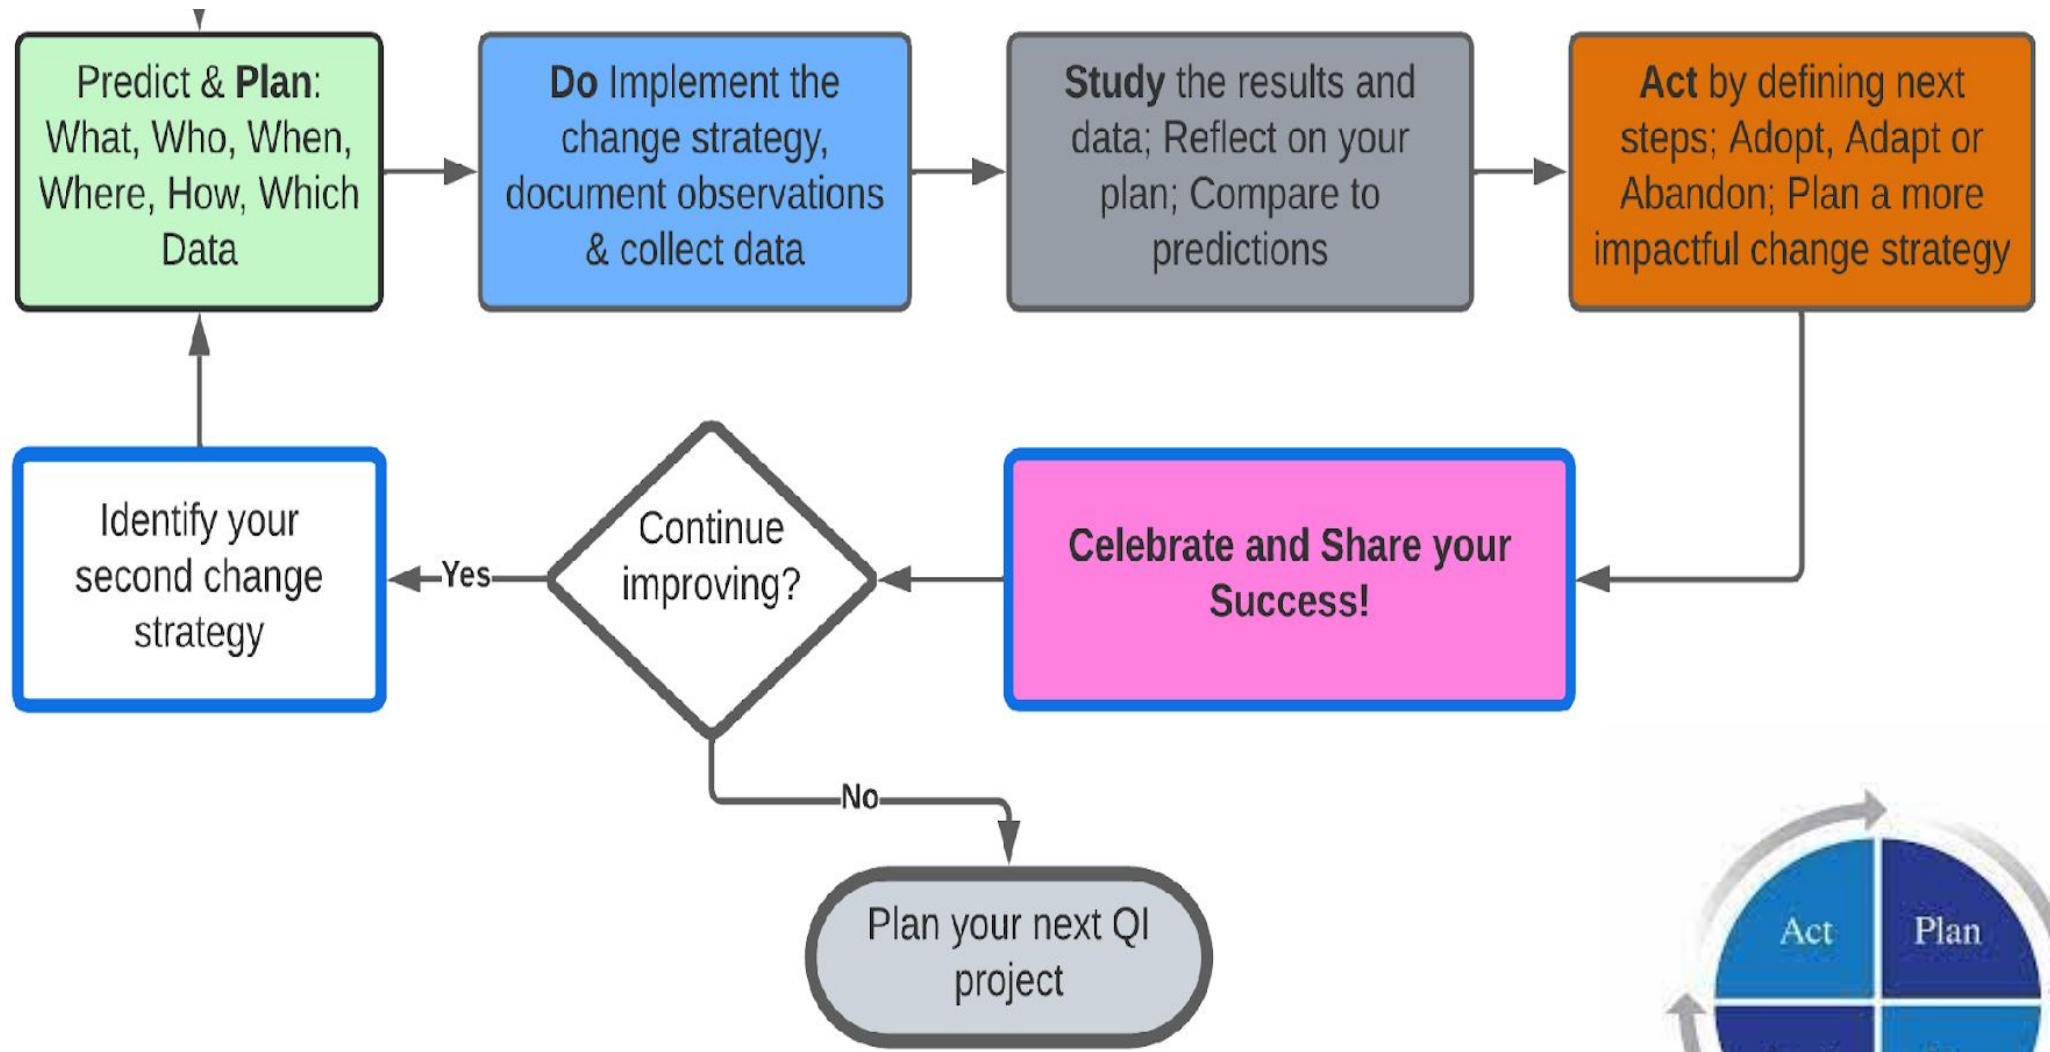 Predict & Plan:
What, Who, When,
Where, How, Which
Data
Do Implement the
change strategy,
document observations
& collect data
Study the results and
data; Reflect on your
plan; Compare to
predictions
Act by defining next
steps; Adopt, Adapt or
Abandon; Plan a more
impactful change strategy
Celebrate and Share your
Success!
Continue
improving?
Yes
Identify your
second change
strategy
No
Plan your next QI
project
Act
Plan